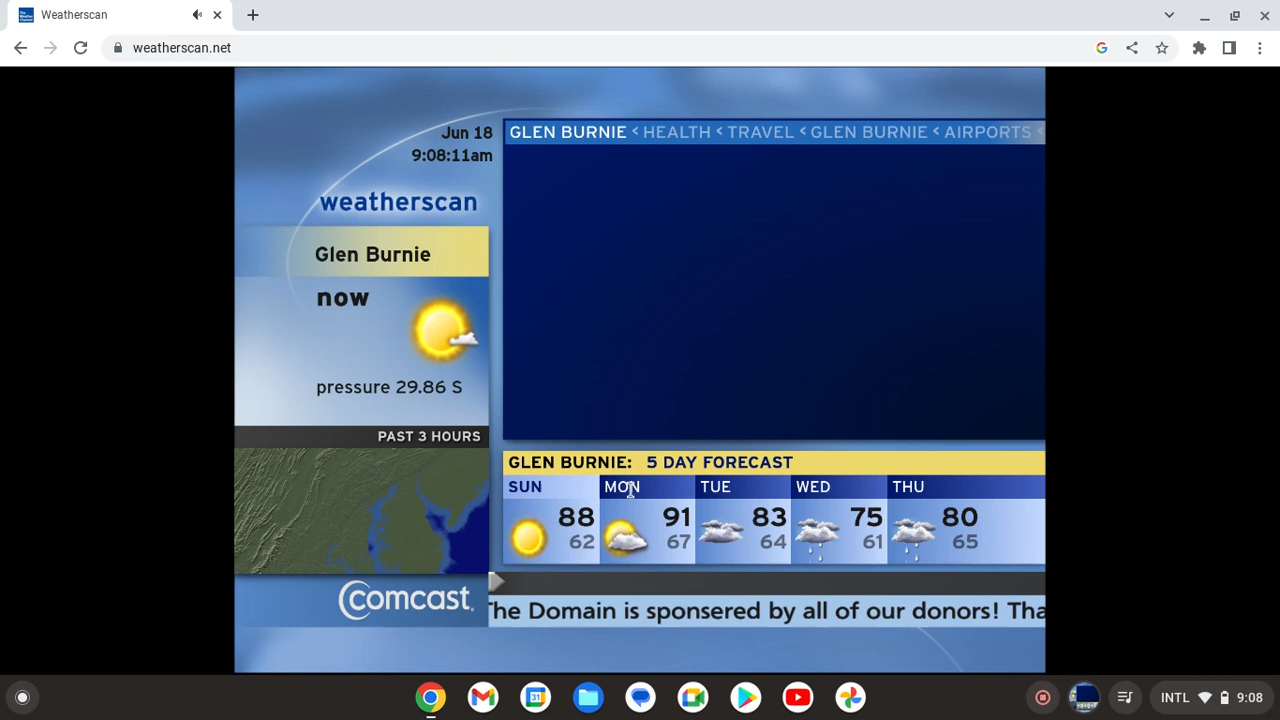 Weatherscan
weatherscan.net
Jun 18
9:08:11am
weatherscan
Glen Burnie
now
pressure 29.86 S
PAST 3 HOURS
comcast.
GLEN BURNIE < HEALTH < TRAVEL < GLEN BURNIE < AIRPORTS <
GLEN BURNIE: 5 DAY FORECAST
SUN MON TUE WED THU
88 91 83 75 80
62 67 64 61 65
The Domain is sponsered by all of our donors! Tha
31
INTL 9:08